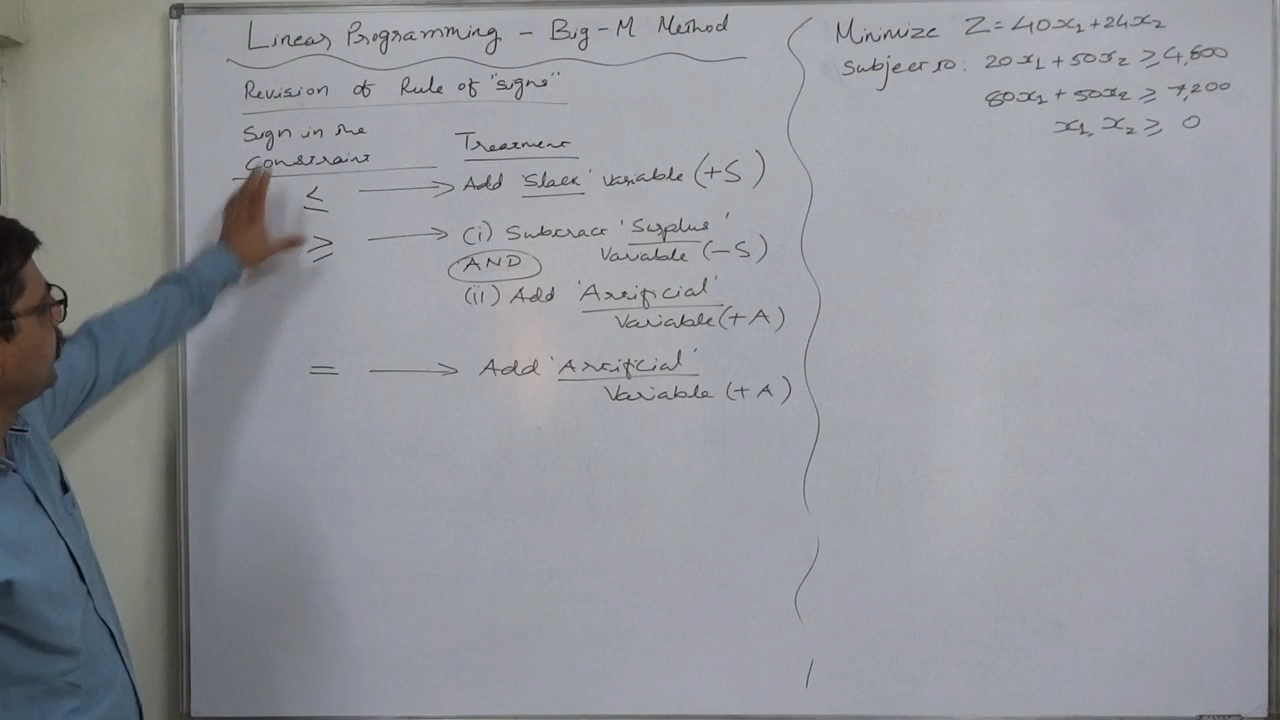 Linear Programming - Big-M Method
Revision of Rule of "signs"
Sign in the
Constraint
Treatment
≤ → Add 'Slack' Variable (+S)
≥ → (i) Subtract 'Surplus'
Variable (-S)
AND
(ii) Add 'Artificial'
Variable (+A)
= → Add 'Artificial'
Variable (+A)
Minimize Z = 40x₁ + 24x₂
Subject to: 20x₁ + 50x₂ ≥ 4,800
80x₁ + 50x₂ ≥ 7,200
x₁, x₂ ≥ 0